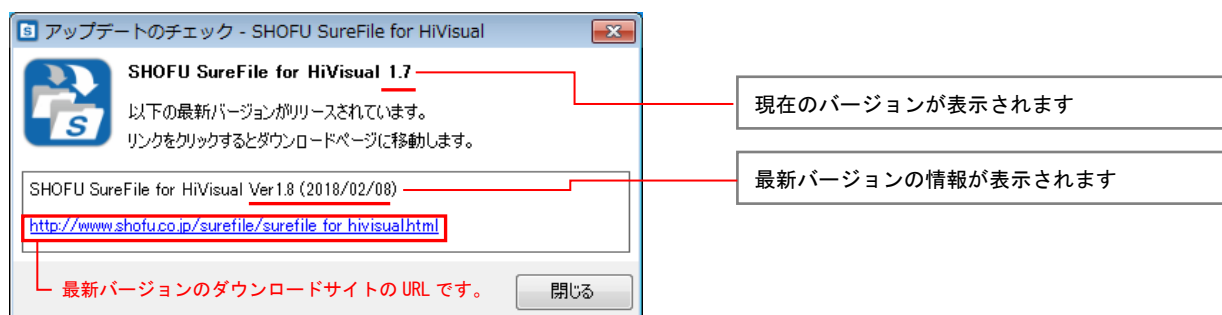 アップデートのチェック - SHOFU SureFile for HiVisual
SHOFU SureFile for HiVisual 1.7
現在のバージョンが表示されます
以下の最新バージョンがリリースされています。
リンクをクリックするとダウンロードページに移動します。
最新バージョンの情報が表示されます
SHOFU SureFile for HiVisual Ver1.8 (2018/02/08)
http://www.shofu.co.jp/surefile/surefile for hivisual.html
最新バージョンのダウンロードサイトの URL です。
閉じる